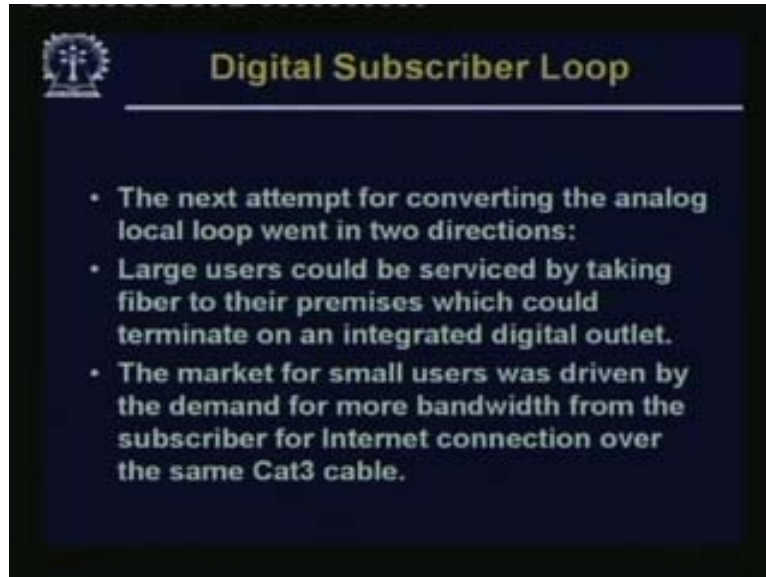 Digital Subscriber Loop
• The next attempt for converting the analog
local loop went in two directions:
• Large users could be serviced by taking
fiber to their premises which could
terminate on an integrated digital outlet.
• The market for small users was driven by
the demand for more bandwidth from the
subscriber for Internet connection over
the same Cat3 cable.